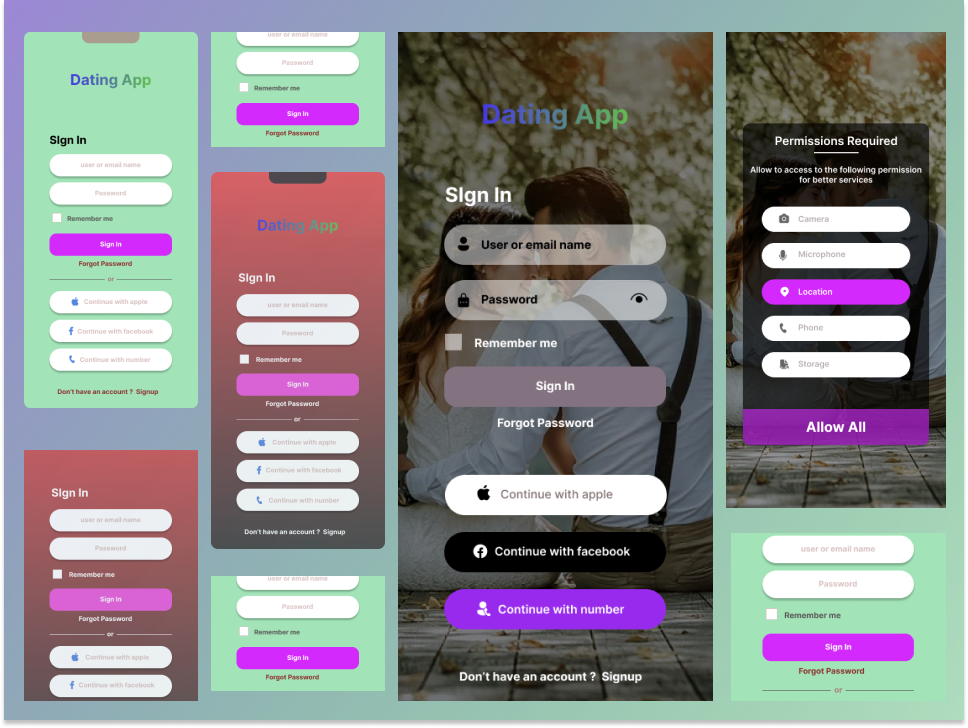 Dating App
SIgn In
user or email name
Password
Remember me
Sign In
Forgot Password
or
Continue with apple
Continue with facebook
Continue with number
Don't have an account ? Signup
SIgn In
user or email name
Password
Remember me
Sign In
Forgot Password
or
Continue with apple
Continue with facebook
user or email name
Password
Remember me
Sign In
Forgot Password
Dating App
SIgn In
user or email name
Password
Remember me
Sign In
Forgot Password
or
Continue with apple
Continue with facebook
Continue with number
Don't have an account ? Signup
user or email name
Password
Remember me
Sign In
Forgot Password
Dating App
SIgn In
User or email name
Password
Remember me
Sign In
Forgot Password
Continue with apple
Continue with facebook
Continue with number
Don't have an account ? Signup
Permissions Required
Allow to access to the following permission
for better services
Camera
Microphone
Location
Phone
Storage
Allow All
user or email name
Password
Remember me
Sign In
Forgot Password
or